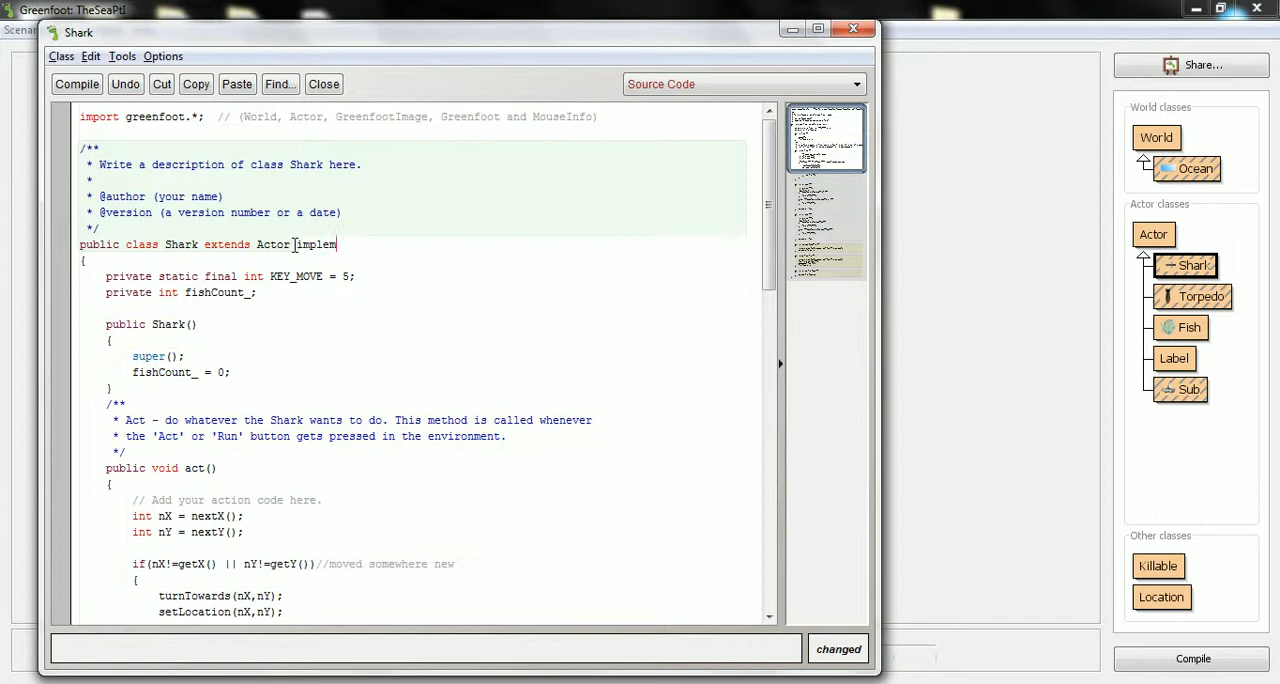 Greenfoot: TheSeaPtI
Scenar
Shark
Class Edit Tools Options
Compile Undo Cut Copy Paste Find... Close Source Code
import greenfoot.*;  // (World, Actor, GreenfootImage, Greenfoot and MouseInfo)
/**
 * Write a description of class Shark here.
 *
 * @author (your name)
 * @version (a version number or a date)
 */
public class Shark extends Actor implem
{
    private static final int KEY_MOVE = 5;
    private int fishCount_;
    public Shark()
    {
        super();
        fishCount_ = 0;
    }
    /**
     * Act - do whatever the Shark wants to do. This method is called whenever
     * the 'Act' or 'Run' button gets pressed in the environment.
     */
    public void act()
    {
        // Add your action code here.
        int nX = nextX();
        int nY = nextY();
        if(nX!=getX() || nY!=getY())//moved somewhere new
        {
            turnTowards(nX,nY);
            setLocation(nX,nY);
changed
Share...
World classes
World
Ocean
Actor classes
Actor
Shark
Torpedo
Fish
Label
Sub
Other classes
Killable
Location
Compile